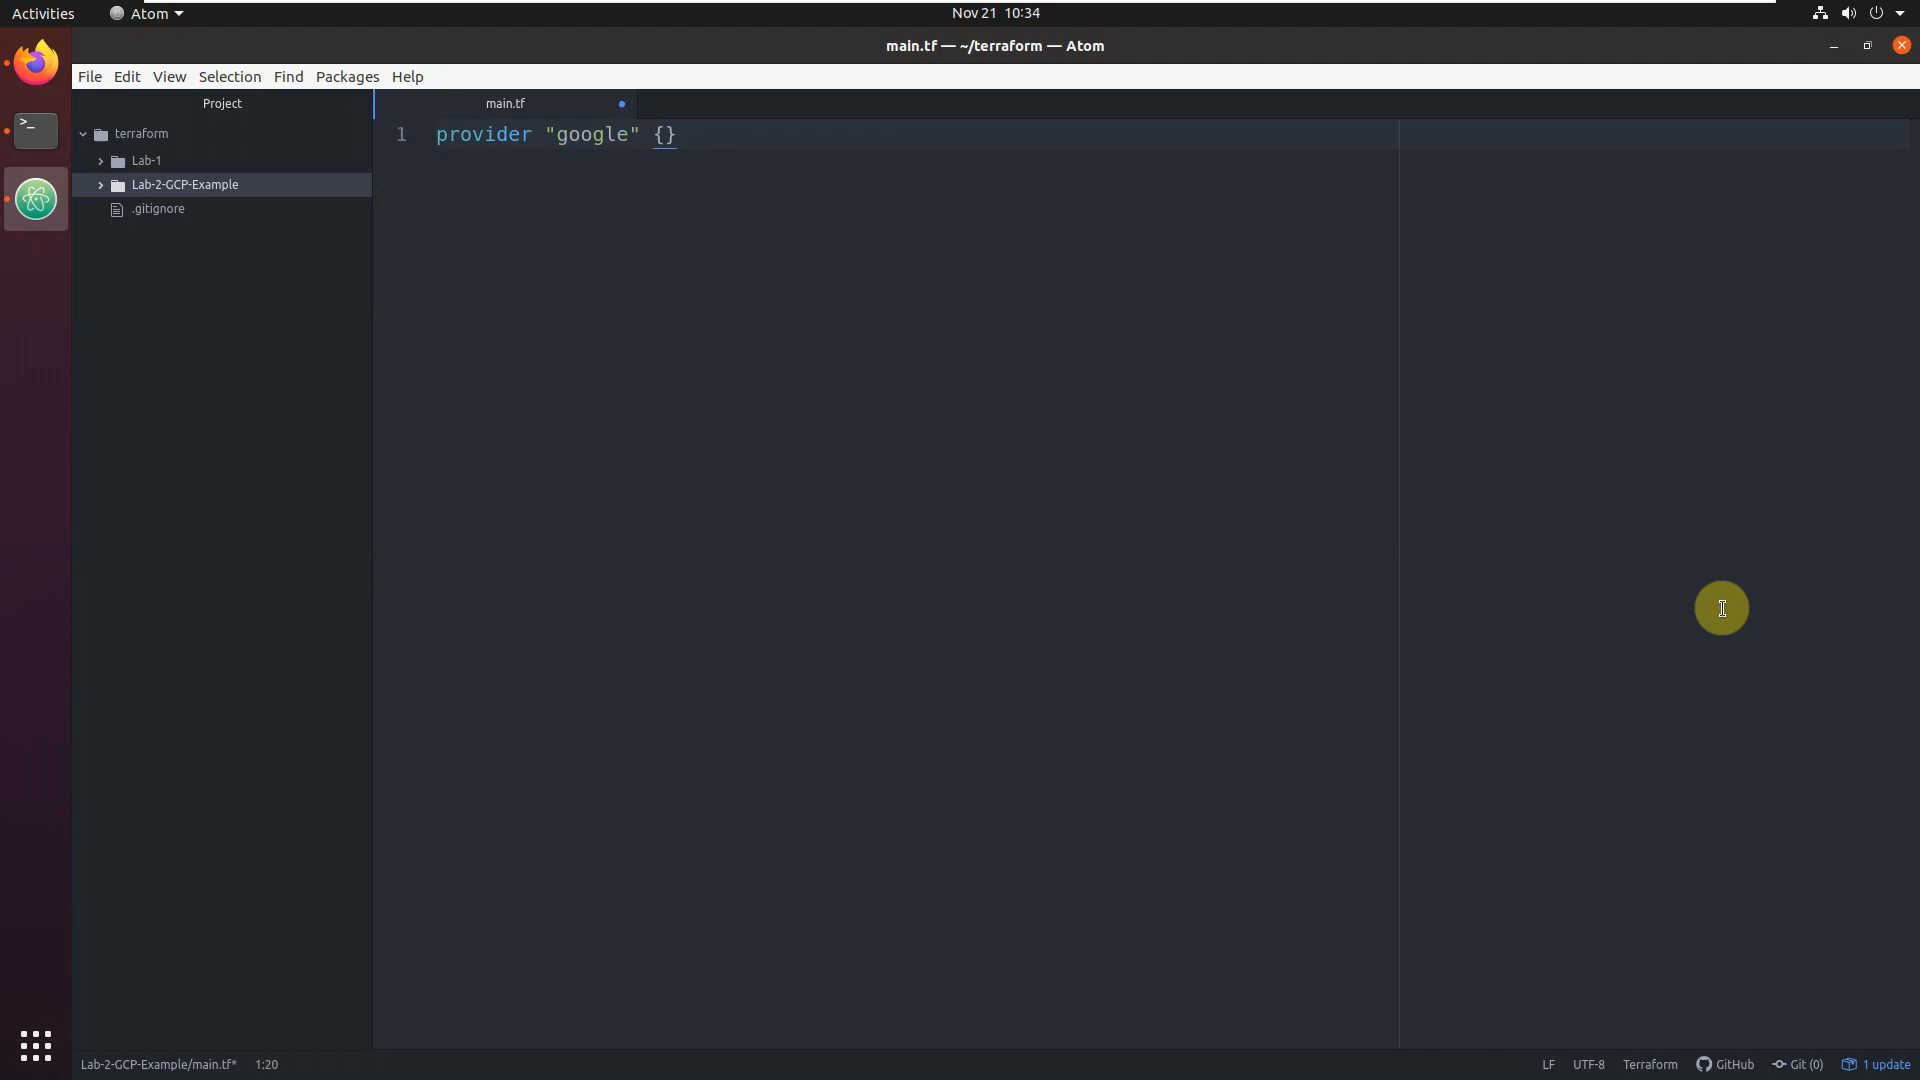 Activities
Atom
Nov 21 10:34
main.tf — ~/terraform — Atom
File Edit View Selection Find Packages Help
Project
main.tf
terraform
Lab-1
Lab-2-GCP-Example
.gitignore
1 provider "google" {}
>_
Lab-2-GCP-Example/main.tf* 1:20
LF UTF-8 Terraform GitHub Git (0) 1 update